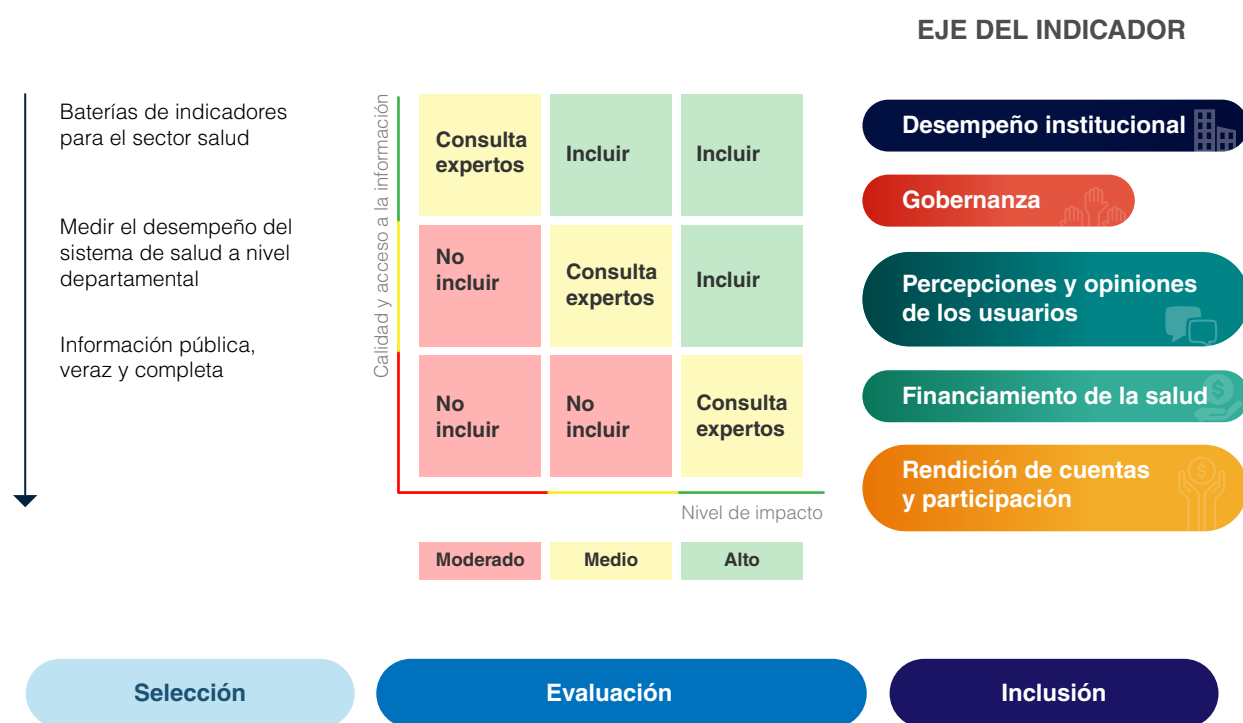 EJE DEL INDICADOR
Baterías de indicadores
para el sector salud
Medir el desempeño del
sistema de salud a nivel
departamental
Información pública,
veraz y completa
Calidad y acceso a la información
Consulta
expertos
Incluir
Incluir
No
incluir
Consulta
expertos
Incluir
No
incluir
No
incluir
Consulta
expertos
Nivel de impacto
Moderado
Medio
Alto
Desempeño institucional
Gobernanza
Percepciones y opiniones
de los usuarios
Financiamiento de la salud
$
Rendición de cuentas
y participación
$
Selección
Evaluación
Inclusión